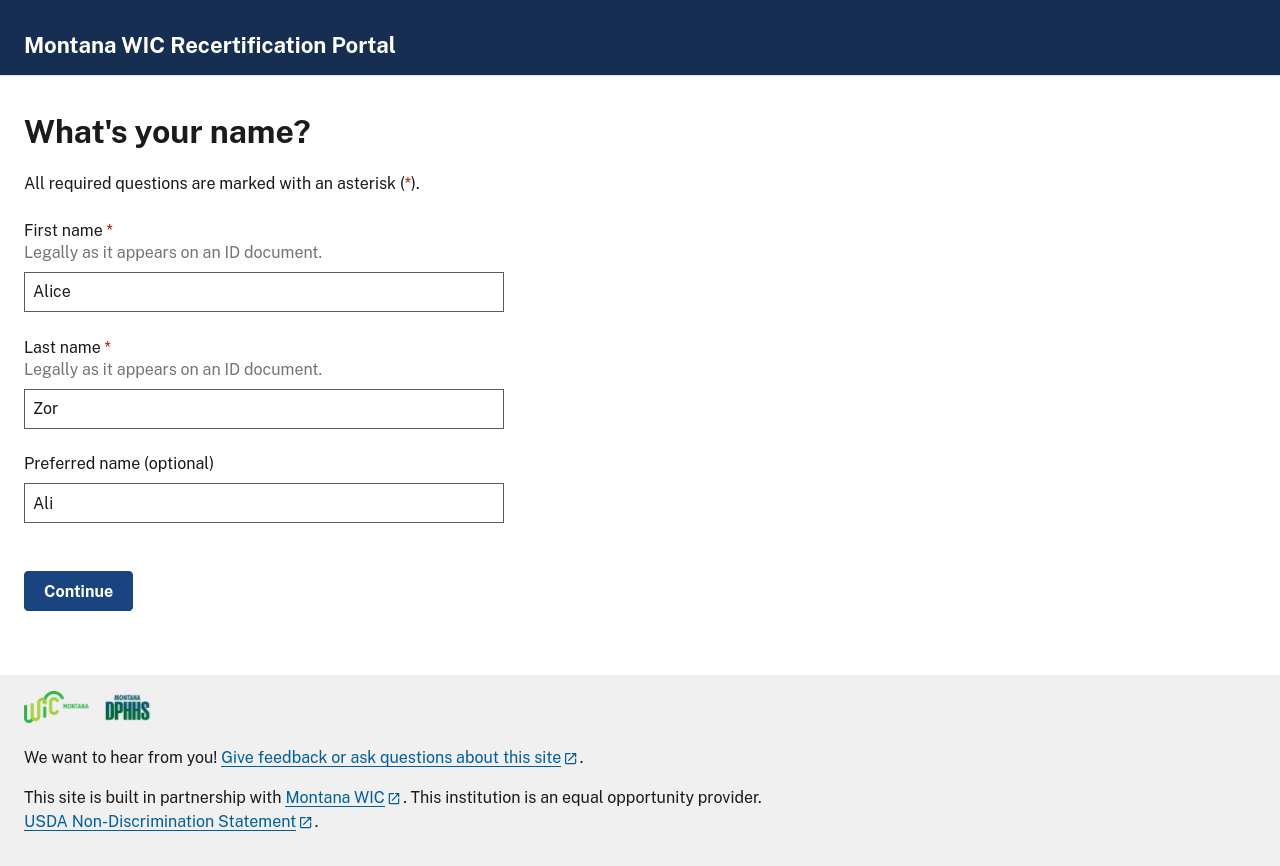 Montana WIC Recertification Portal
What's your name?
All required questions are marked with an asterisk (*).
First name *
Legally as it appears on an ID document.
Alice
Last name *
Legally as it appears on an ID document.
Zor
Preferred name (optional)
Ali
Continue
WIC MONTANA MONTANA DPHHS
We want to hear from you! Give feedback or ask questions about this site.
This site is built in partnership with Montana WIC. This institution is an equal opportunity provider.
USDA Non-Discrimination Statement.